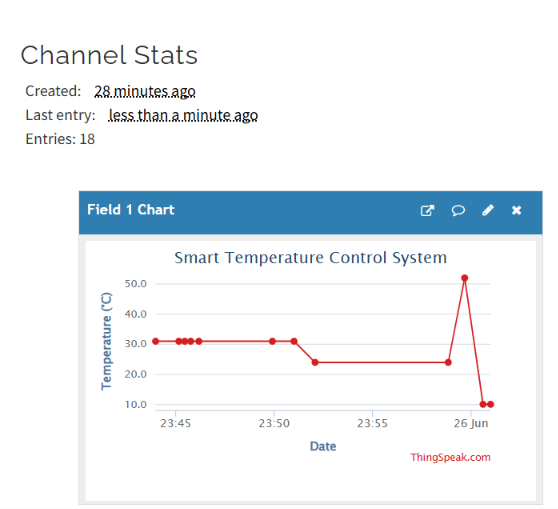 Channel Stats
Created: 28 minutes ago
Last entry: less than a minute ago
Entries: 18
Field 1 Chart
Smart Temperature Control System
Temperature (°C)
50.0
40.0
30.0
20.0
10.0
23:45 23:50 23:55 26 Jun
Date
ThingSpeak.com